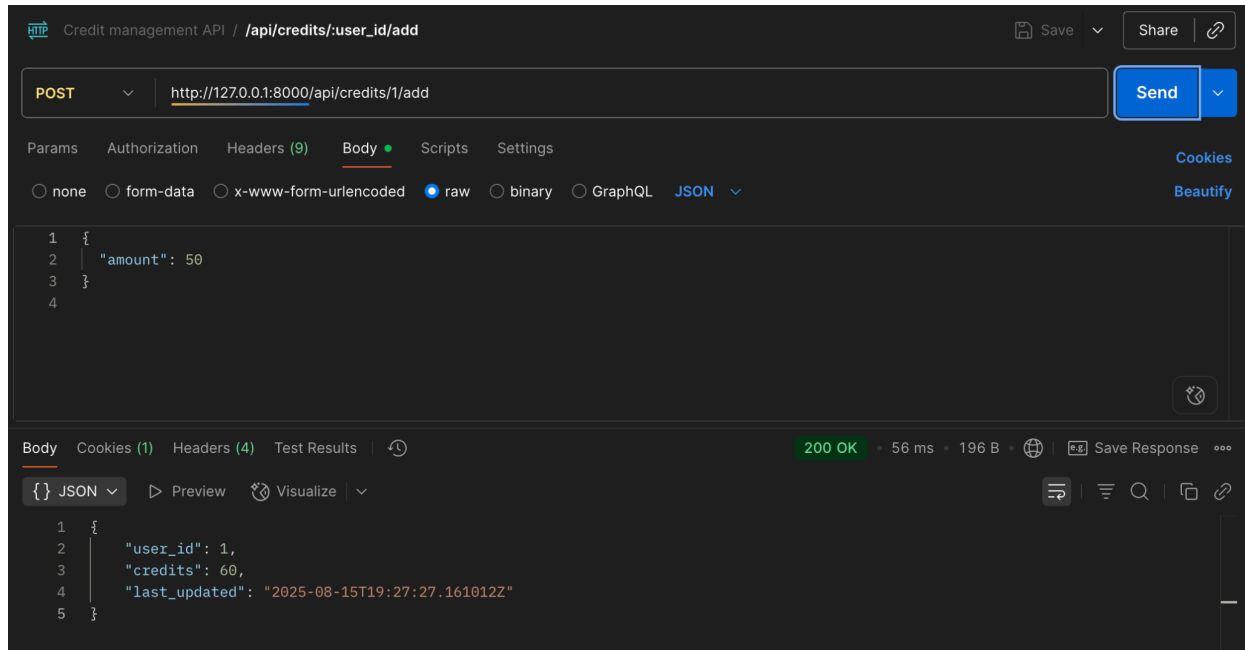 HTTP Credit management API / /api/credits/:user_id/add Save Share
POST http://127.0.0.1:8000/api/credits/1/add Send
Params Authorization Headers (9) Body Scripts Settings Cookies
none form-data x-www-form-urlencoded raw binary GraphQL JSON Beautify
1 {
2 "amount": 50
3 }
4
Body Cookies (1) Headers (4) Test Results 200 OK • 56 ms • 196 B • e.g. Save Response
{} JSON Preview Visualize
1 {
2 "user_id": 1,
3 "credits": 60,
4 "last_updated": "2025-08-15T19:27:27.161012Z"
5 }